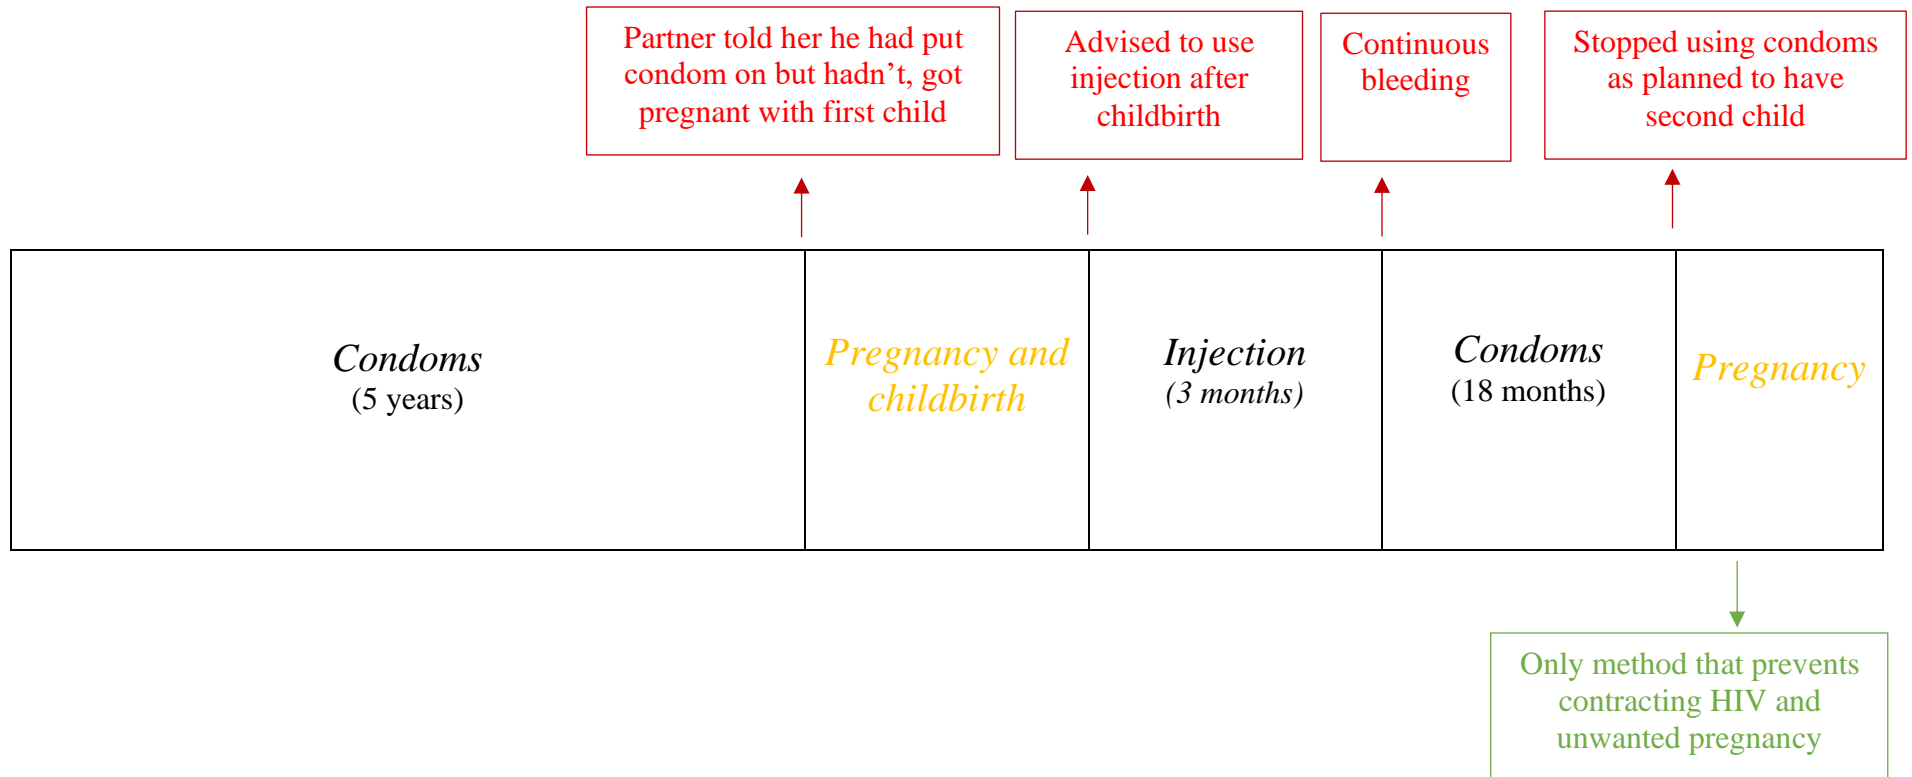 Partner told her he had put
condom on but hadn’t, got
pregnant with first child
Advised to use
injection after
childbirth
Continuous
bleeding
Stopped using condoms
as planned to have
second child
Condoms
(5 years)
Pregnancy and
childbirth
Injection
(3 months)
Condoms
(18 months)
Pregnancy
Only method that prevents
contracting HIV and
unwanted pregnancy